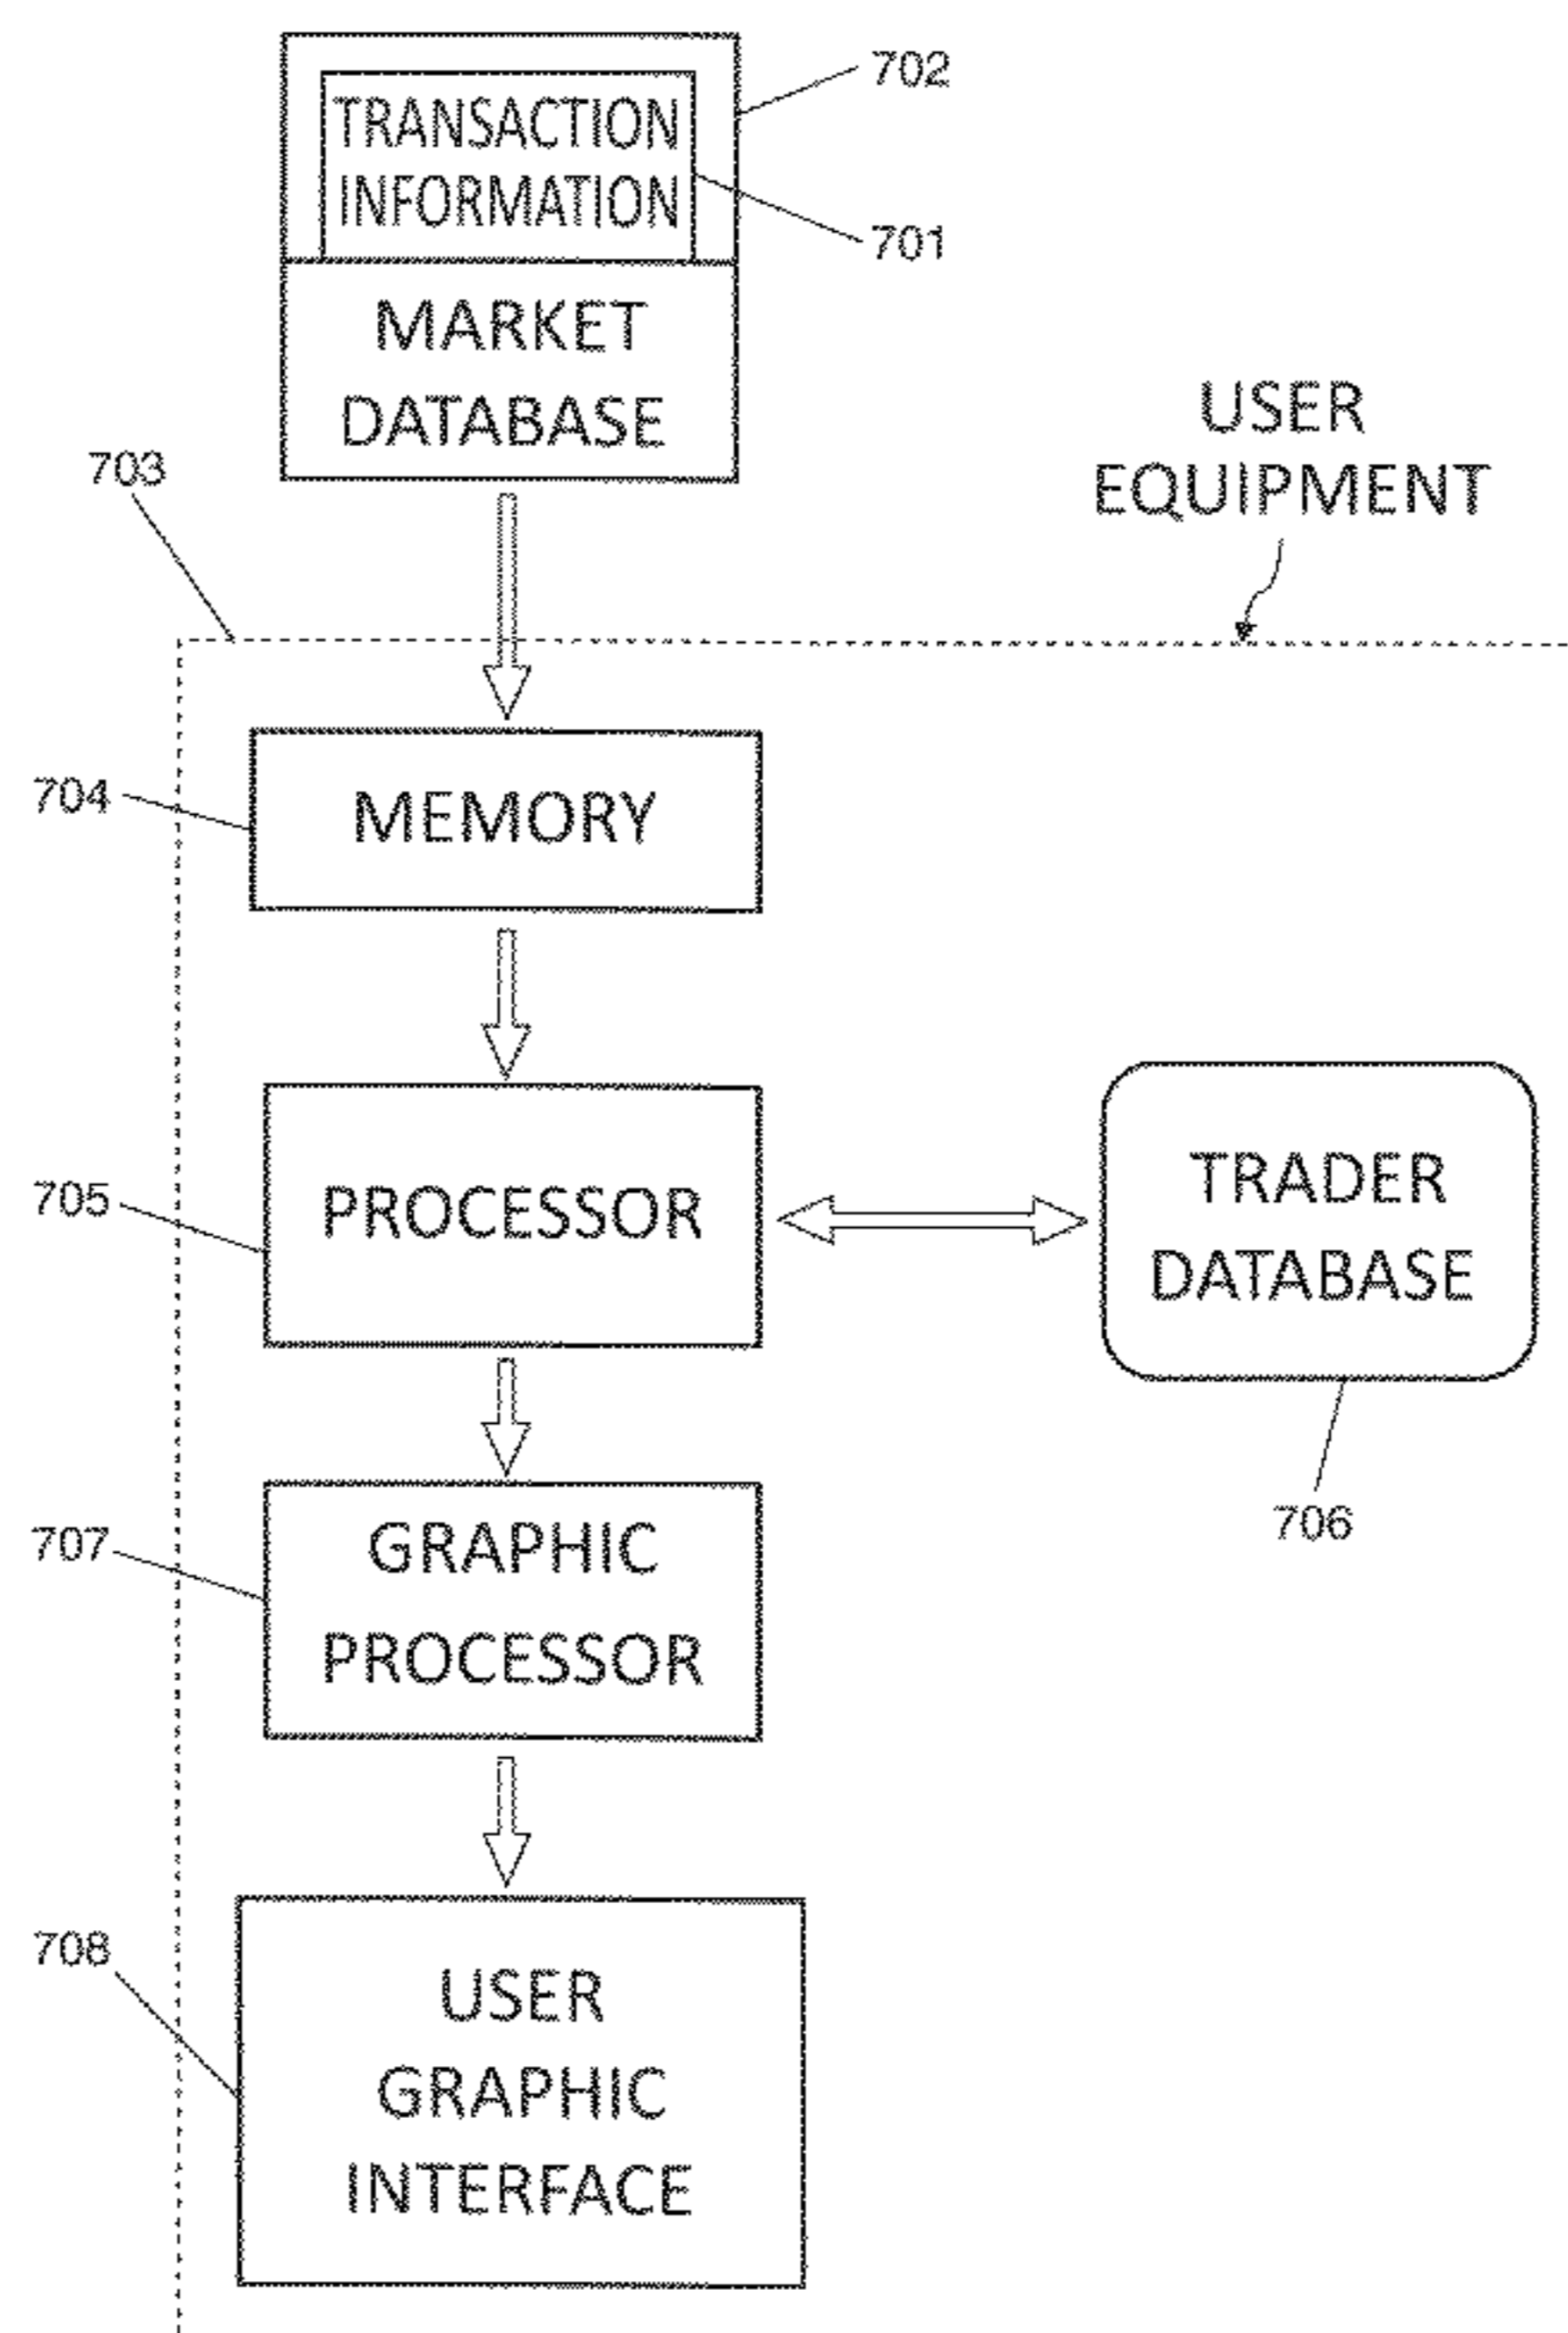 702
TRANSACTION
INFORMATION
701
MARKET
DATABASE
703
USER
EQUIPMENT
704
MEMORY
705
PROCESSOR
TRADER
DATABASE
706
707
GRAPHIC
PROCESSOR
708
USER
GRAPHIC
INTERFACE